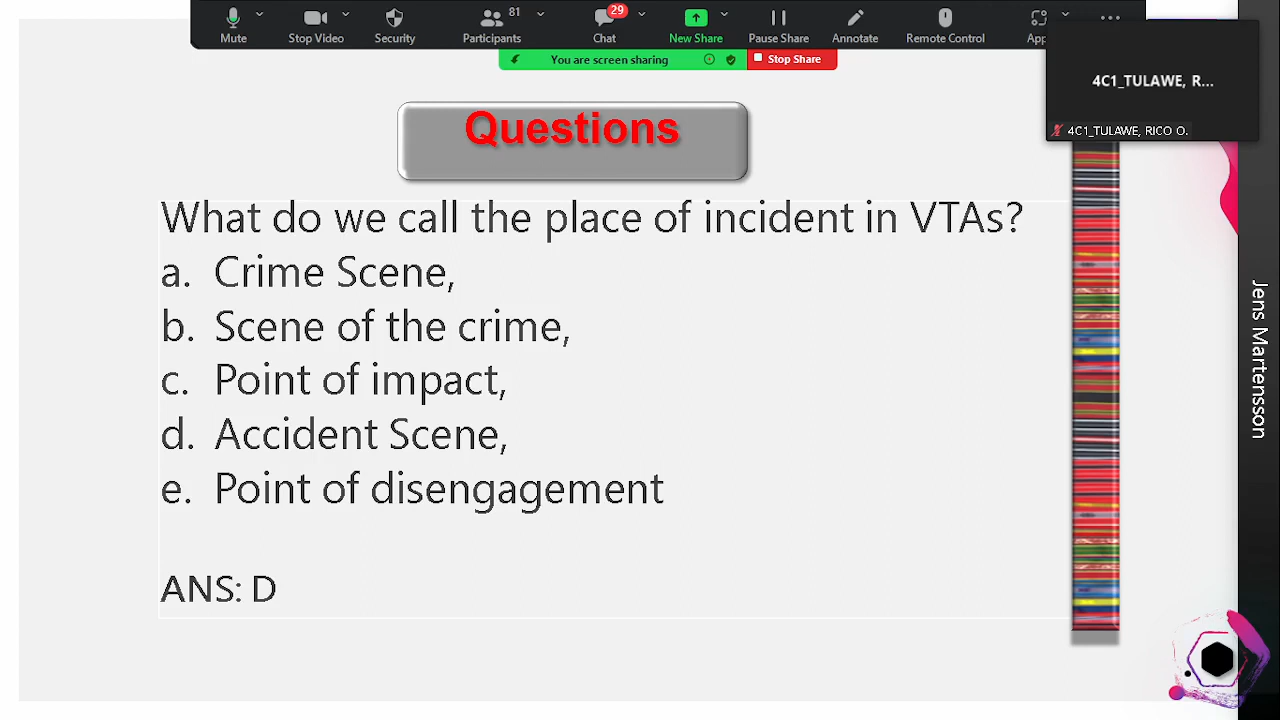 81
29
Mute
Stop Video
Security
Participants
Chat
New Share
Pause Share
Annotate
Remote Control
App
You are screen sharing
Stop Share
4C1_TULAWE, R...
4C1_TULAWE, RICO O.
Questions
What do we call the place of incident in VTAs?
a. Crime Scene,
b. Scene of the crime,
c. Point of impact,
d. Accident Scene,
e. Point of disengagement
ANS: D
Jens Martensson